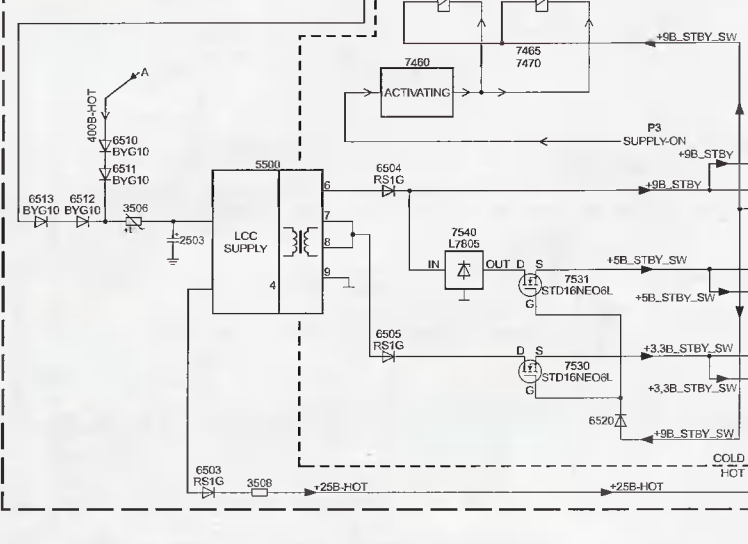 +9B_STBY_SW
7465
7470
7460
ACTIVATING
A
400B-HOT
P3
SUPPLY-ON
+9B_STBY
6510
BYG10
6511
BYG10
5500
6504
RS1G
6
+9B_STBY
6513
BYG10
6512
BYG10
3506
+t
7
LCC
SUPPLY
8
+
2503
7540
L7805
IN
OUT
D
S
+5B_STBY_SW
7531
STD16NE06L
G
9
4
+5B_STBY_SW
6505
RS1G
D
S
+3.3B_STBY_SW
7530
STD16NE06L
G
+3,3B_STBY_SW
6520
+9B_STBY_SW
COLD
HOT
6503
RS1G
3508
+25B-HOT
+25B-HOT